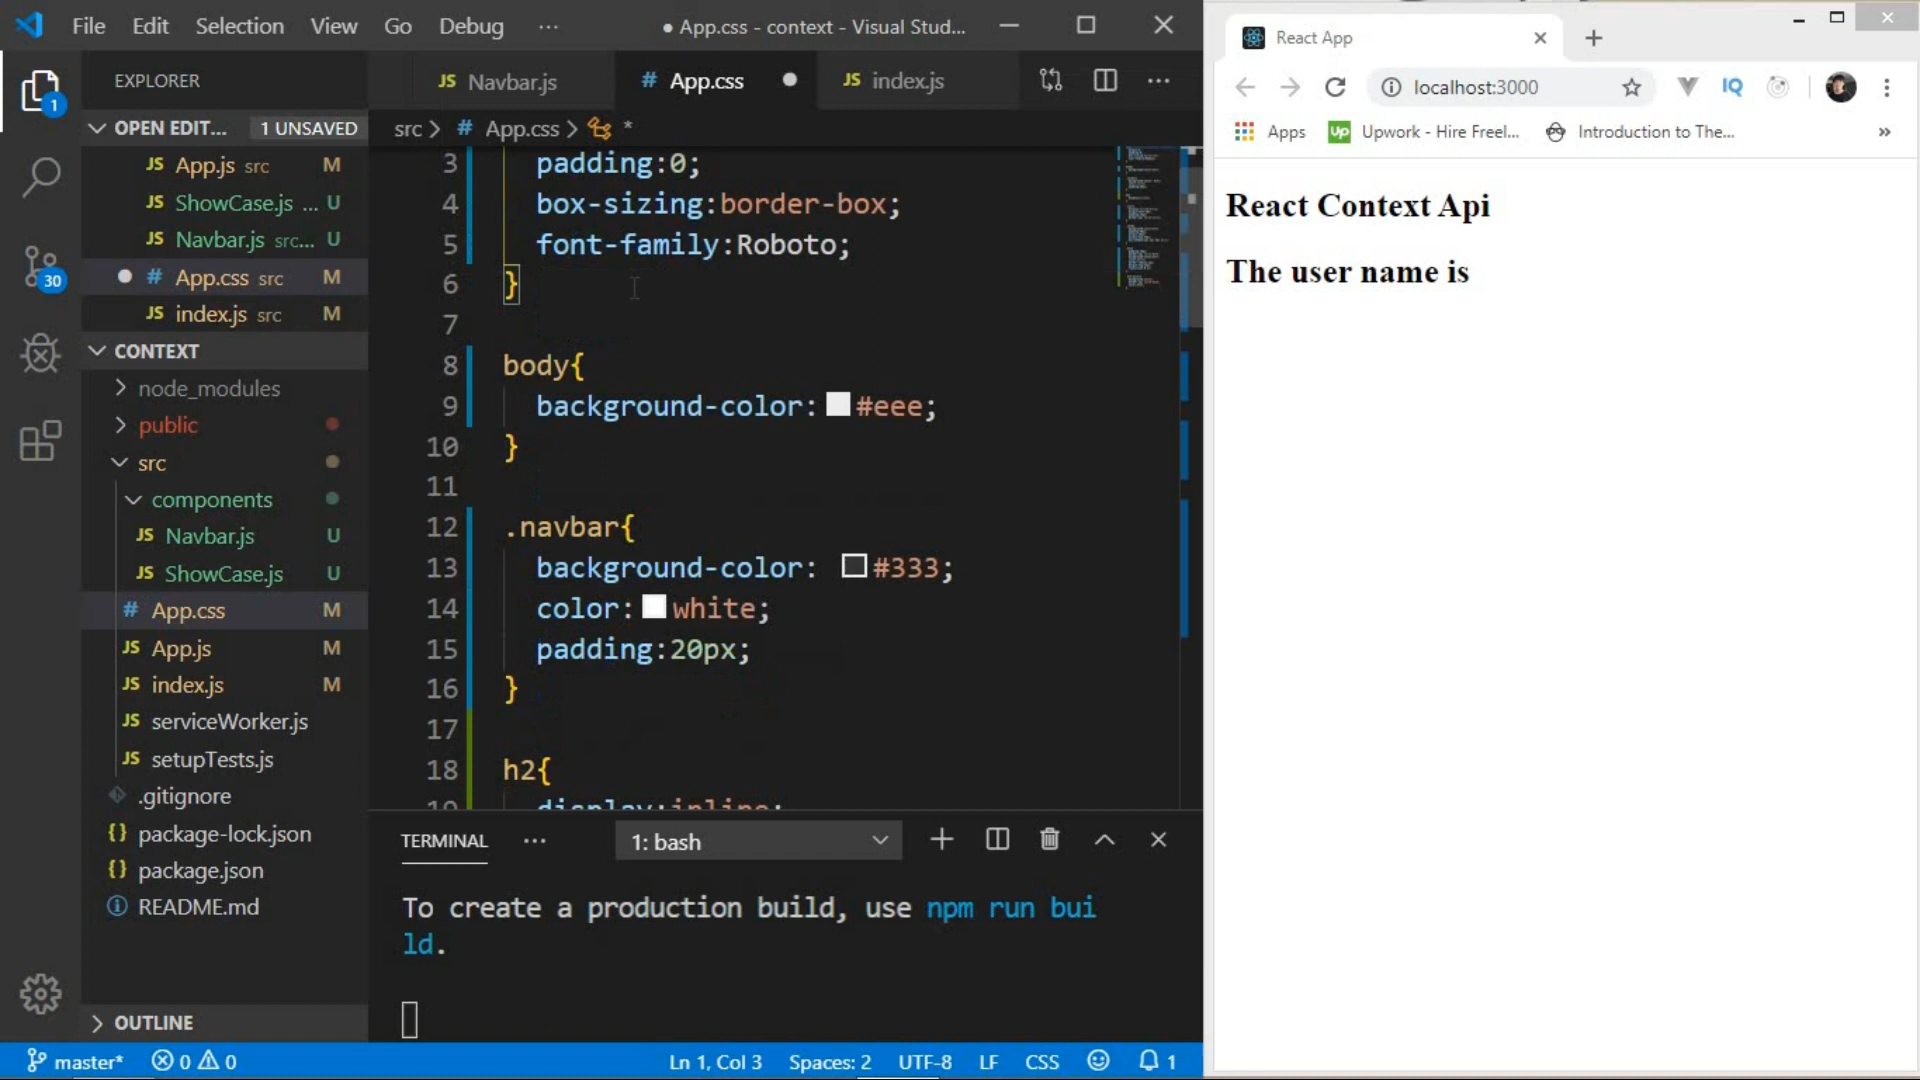 File Edit Selection View Go Debug ··· ● App.css - context - Visual Stud...
EXPLORER
OPEN EDIT... 1 UNSAVED
JS App.js src M
JS ShowCase.js ... U
JS Navbar.js src... U
# App.css src M
JS index.js src M
CONTEXT
node_modules
public
src
components
JS Navbar.js U
JS ShowCase.js U
# App.css M
JS App.js M
JS index.js M
JS serviceWorker.js
JS setupTests.js
.gitignore
{} package-lock.json
{} package.json
README.md
OUTLINE
1
30
JS Navbar.js # App.css JS index.js
src > # App.css > *
3 padding:0;
4 box-sizing:border-box;
5 font-family:Roboto;
6 }
7
8 body{
9 background-color: #eee;
10 }
11
12 .navbar{
13 background-color: #333;
14 color: white;
15 padding:20px;
16 }
17
18 h2{
19 display:inline;
TERMINAL ··· 1: bash
To create a production build, use npm run bui
ld.
master* 0 0 Ln 1, Col 3 Spaces: 2 UTF-8 LF CSS 1
React App
localhost:3000 IQ
Apps Up Upwork - Hire Freel... Introduction to The... »
React Context Api
The user name is